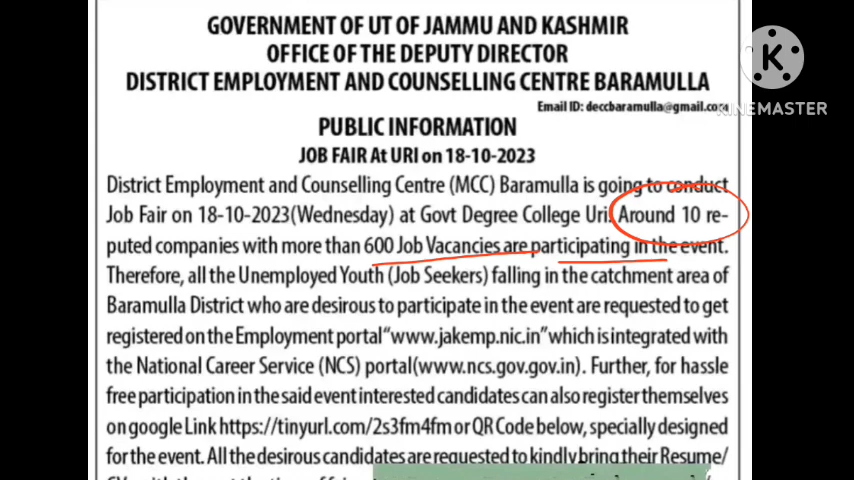 GOVERNMENT OF UT OF JAMMU AND KASHMIR
OFFICE OF THE DEPUTY DIRECTOR
DISTRICT EMPLOYMENT AND COUNSELLING CENTRE BARAMULLA
Email ID: deccbaramulla@gmail.com
PUBLIC INFORMATION
JOB FAIR At URI on 18-10-2023
District Employment and Counselling Centre (MCC) Baramulla is going to conduct
Job Fair on 18-10-2023(Wednesday) at Govt Degree College Uri. Around 10 re-
puted companies with more than 600 Job Vacancies are participating in the event.
Therefore, all the Unemployed Youth (Job Seekers) falling in the catchment area of
Baramulla District who are desirous to participate in the event are requested to get
registered on the Employment portal“www.jakemp.nic.in” which is integrated with
the National Career Service (NCS) portal(www.ncs.gov.gov.in). Further, for hassle
free participation in the said event interested candidates can also register themselves
on google Link https://tinyurl.com/2s3fm4fm or QR Code below, specially designed
for the event. All the desirous candidates are requested to kindly bring their Resume/
K
KINEMASTER